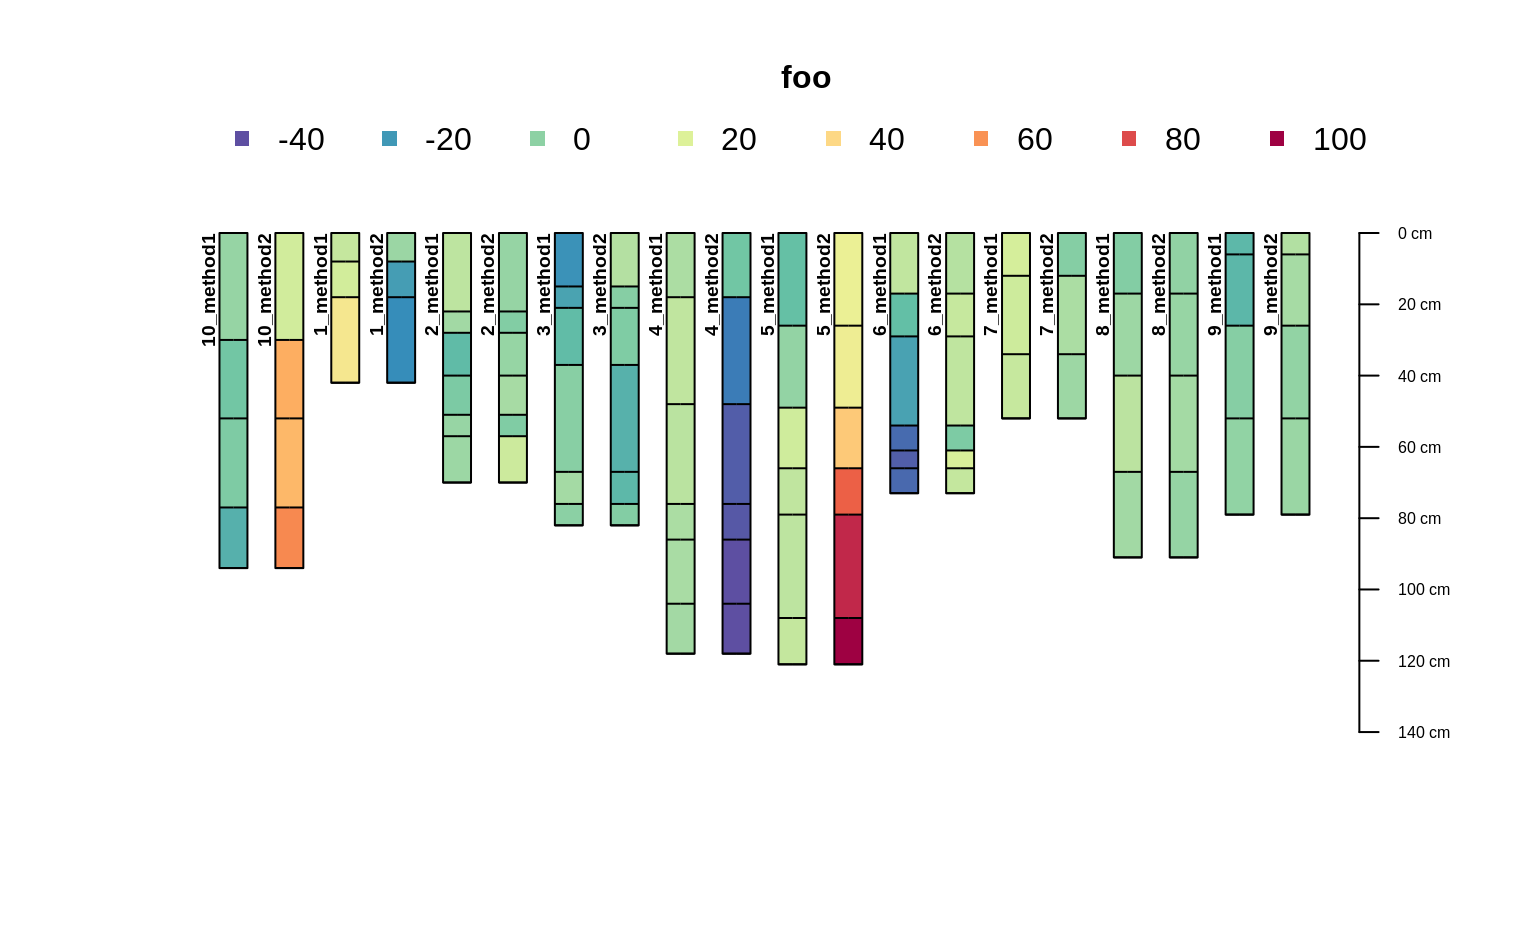 foo
-40 -20 0 20 40 60 80 100
10_method1
10_method2
1_method1
1_method2
2_method1
2_method2
3_method1
3_method2
4_method1
4_method2
5_method1
5_method2
6_method1
6_method2
7_method1
7_method2
8_method1
8_method2
9_method1
9_method2
0 cm
20 cm
40 cm
60 cm
80 cm
100 cm
120 cm
140 cm